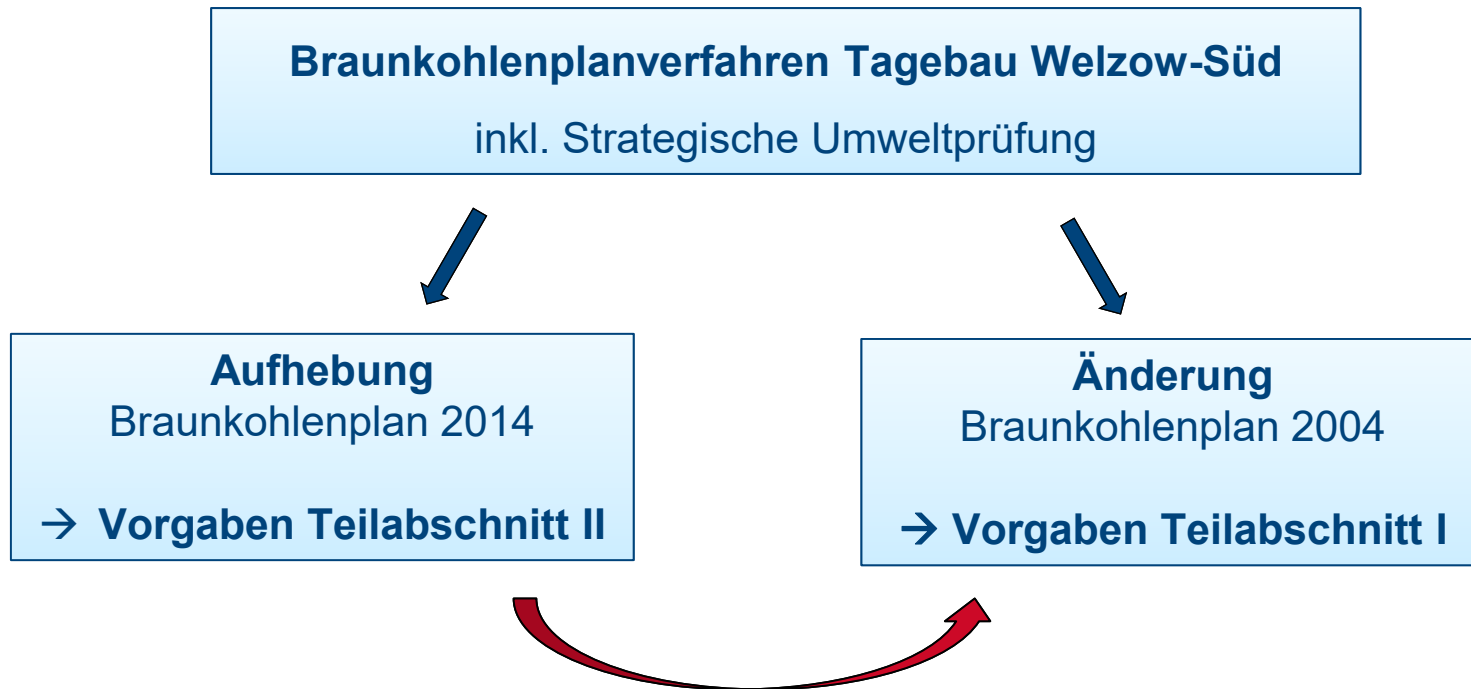 Braunkohlenplanverfahren Tagebau Welzow-Süd
inkl. Strategische Umweltprüfung
Aufhebung
Braunkohlenplan 2014
→ Vorgaben Teilabschnitt II
Änderung
Braunkohlenplan 2004
→ Vorgaben Teilabschnitt I